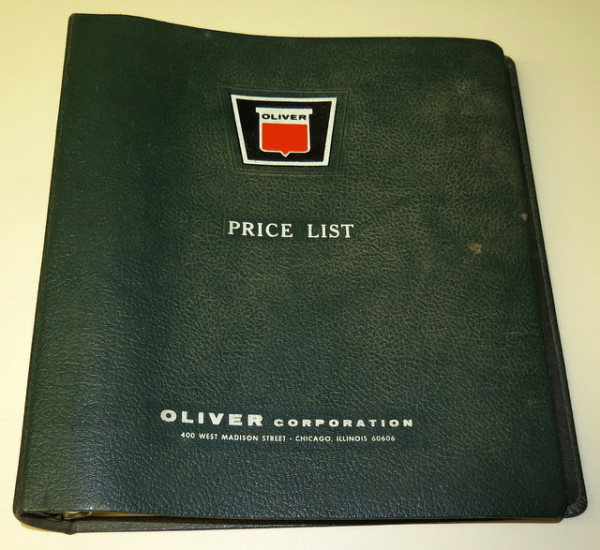 OLIVER
PRICE LIST
OLIVER CORPORATION
400 WEST MADISON STREET - CHICAGO, ILLINOIS 60606